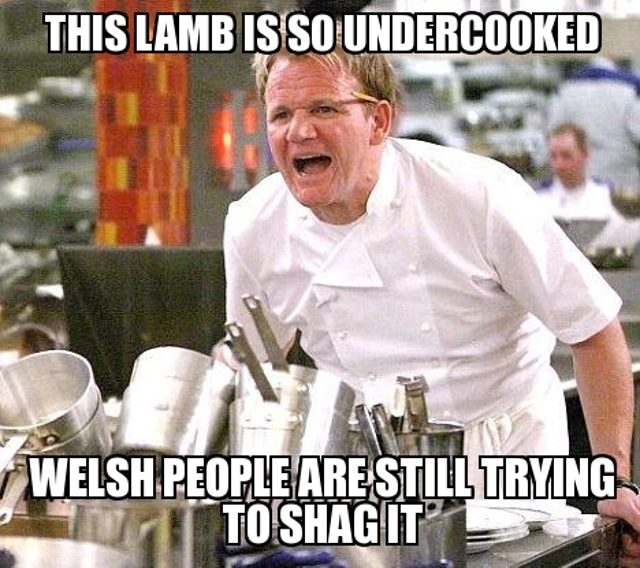 THIS LAMB IS SO UNDERCOOKED
WELSH PEOPLE ARE STILL TRYING
TO SHAG IT